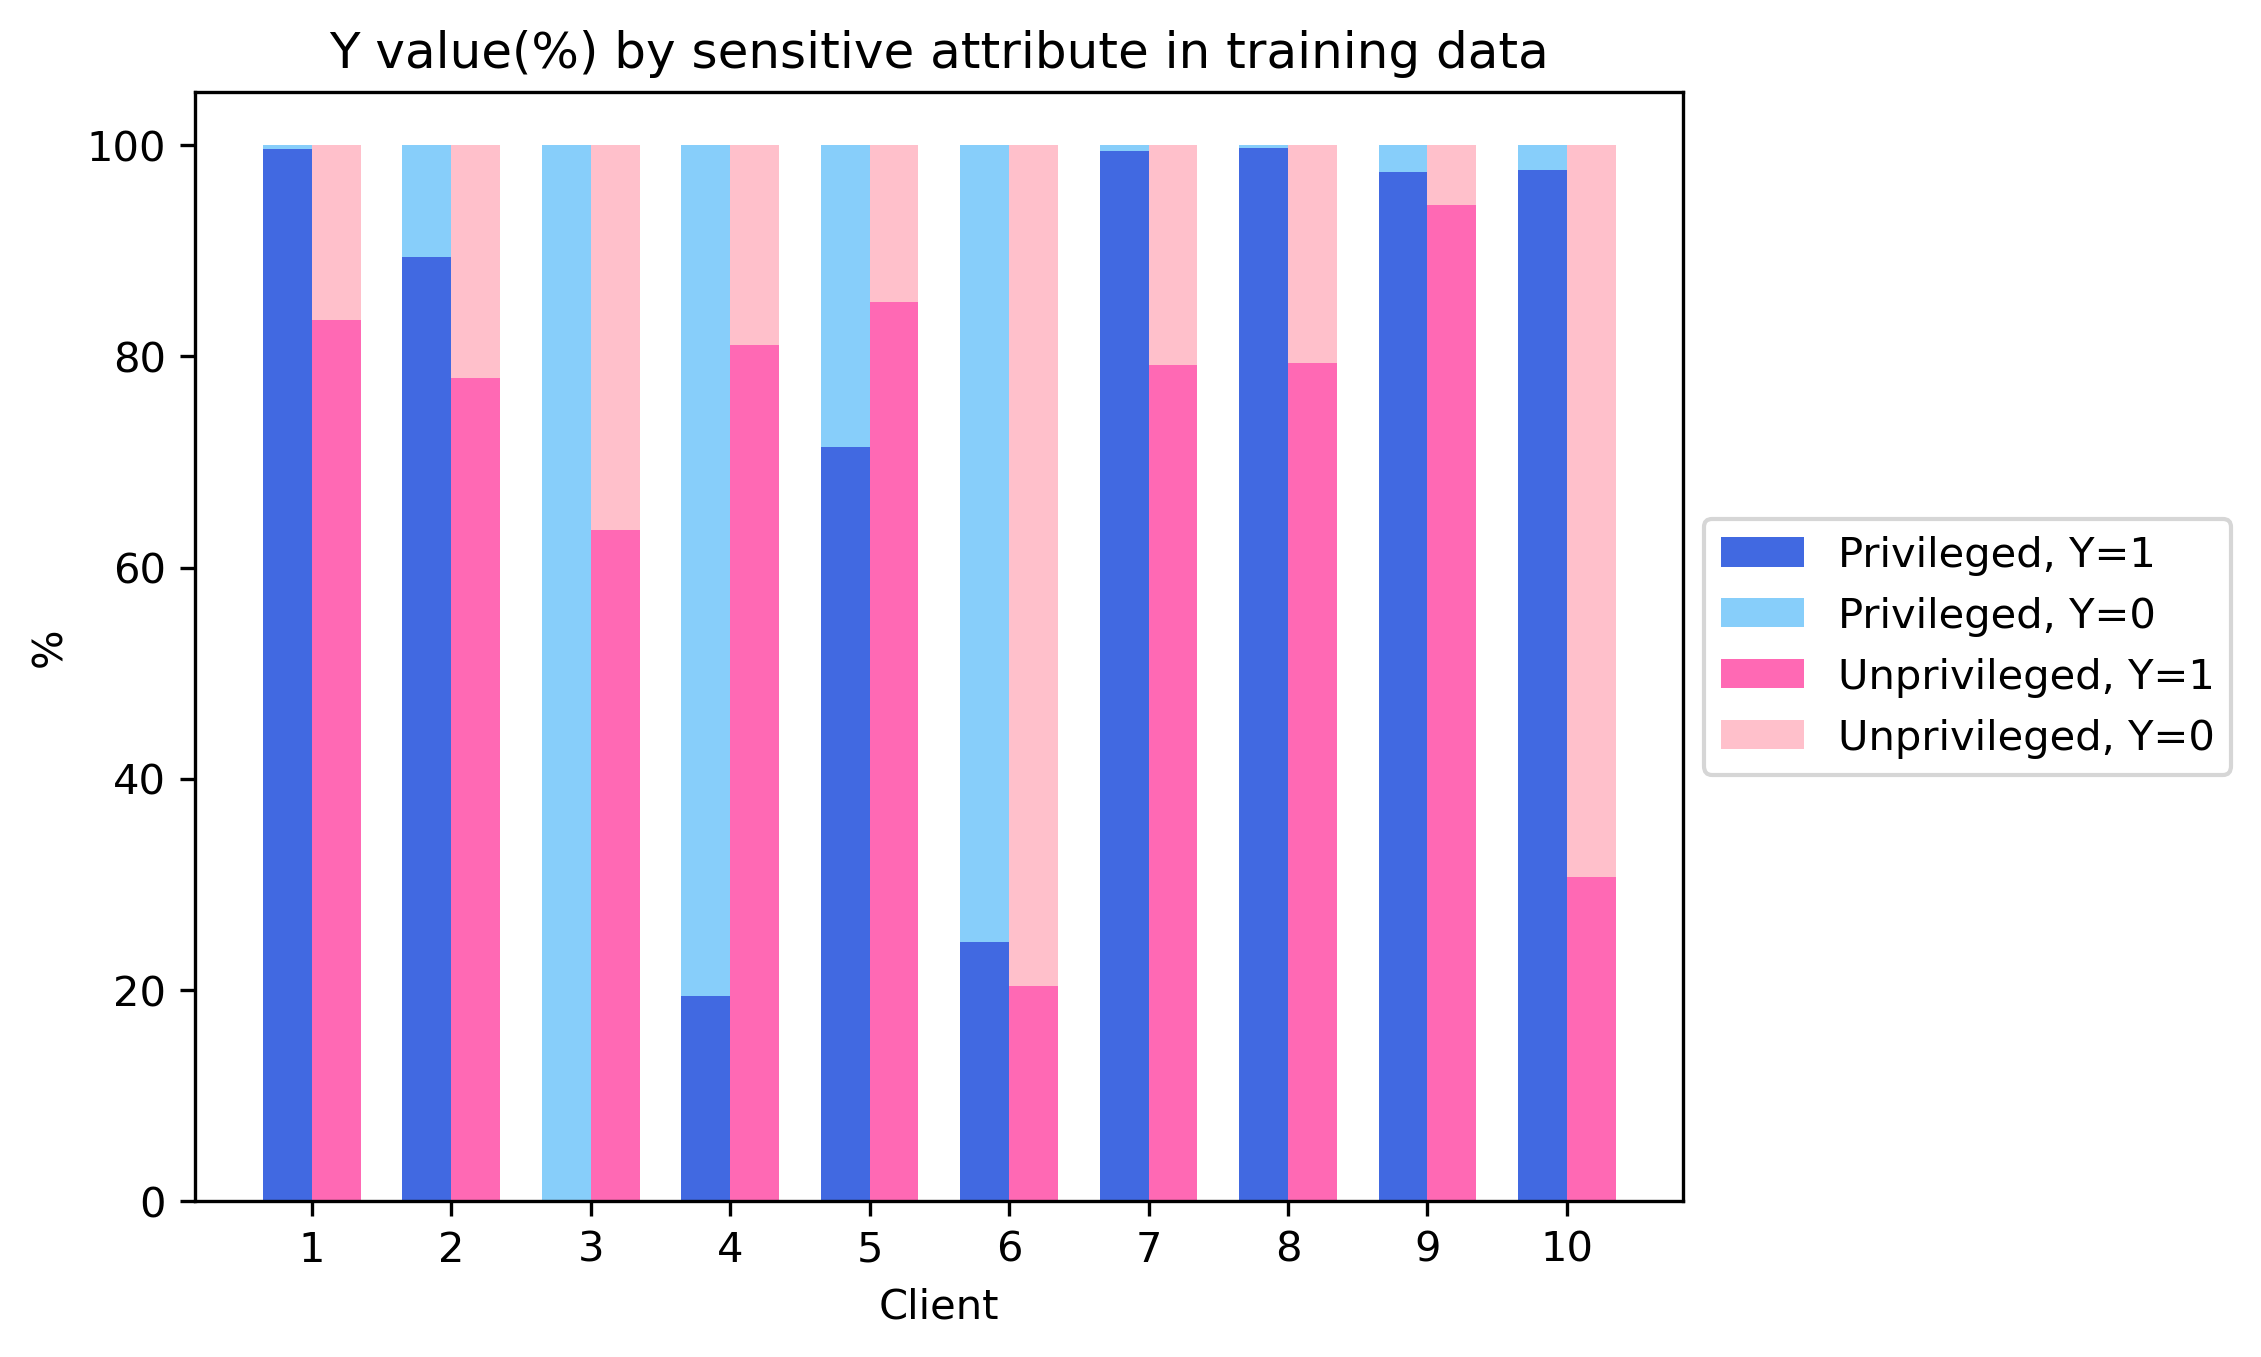 Y value(%) by sensitive attribute in training data
100
80
60
40
20
0
%
1 2 3 4 5 6 7 8 9 10
Client
Privileged, Y=1
Privileged, Y=0
Unprivileged, Y=1
Unprivileged, Y=0